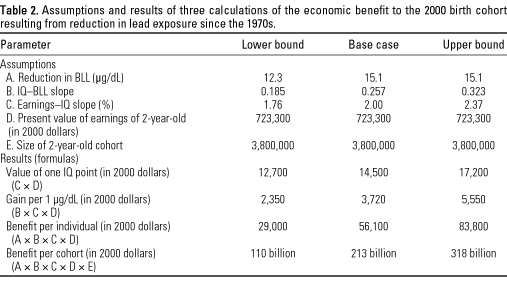 Table 2. Assumptions and results of three calculations of the economic benefit to the 2000 birth cohort
resulting from reduction in lead exposure since the 1970s.
Parameter Lower bound Base case Upper bound
Assumptions
A. Reduction in BLL (μg/dL) 12.3 15.1 15.1
B. IQ–BLL slope 0.185 0.257 0.323
C. Earnings–IQ slope (%) 1.76 2.00 2.37
D. Present value of earnings of 2-year-old 723,300 723,300 723,300
(in 2000 dollars)
E. Size of 2-year-old cohort 3,800,000 3,800,000 3,800,000
Results (formulas)
Value of one IQ point (in 2000 dollars) 12,700 14,500 17,200
(C × D)
Gain per 1 μg/dL (in 2000 dollars) 2,350 3,720 5,550
(B × C × D)
Benefit per individual (in 2000 dollars) 29,000 56,100 83,800
(A × B × C × D)
Benefit per cohort (in 2000 dollars) 110 billion 213 billion 318 billion
(A × B × C × D × E)